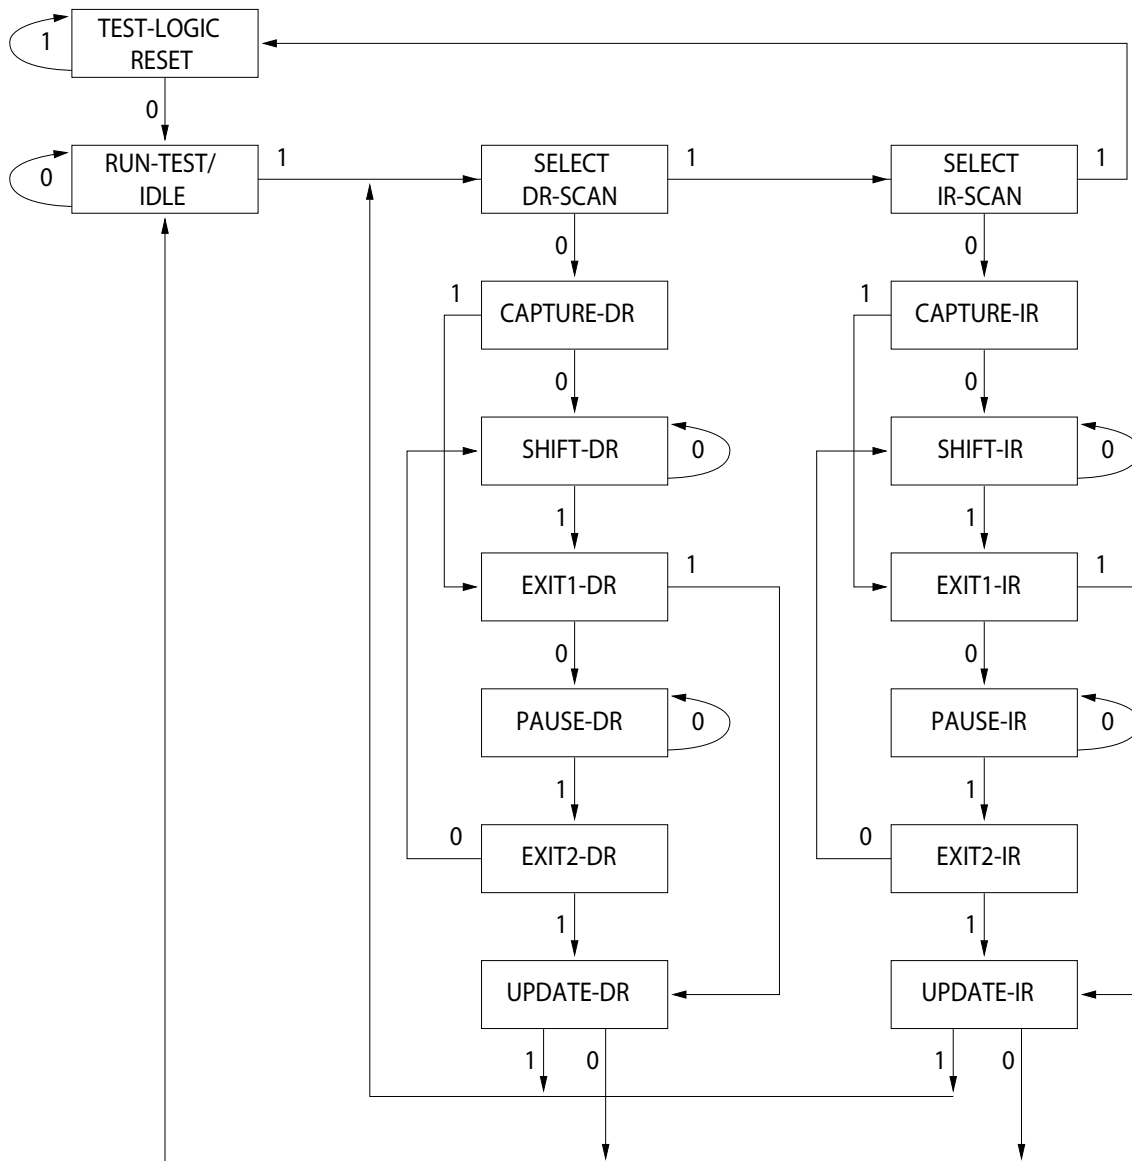 TEST-LOGIC
RESET
1
0
RUN-TEST/
IDLE
0
1
SELECT
DR-SCAN
1
SELECT
IR-SCAN
1
0
0
1
CAPTURE-DR
1
CAPTURE-IR
0
0
SHIFT-DR
0
SHIFT-IR
0
1
1
EXIT1-DR
1
EXIT1-IR
1
0
0
PAUSE-DR
0
PAUSE-IR
0
1
1
0
EXIT2-DR
0
EXIT2-IR
1
1
UPDATE-DR
UPDATE-IR
1
0
1
0